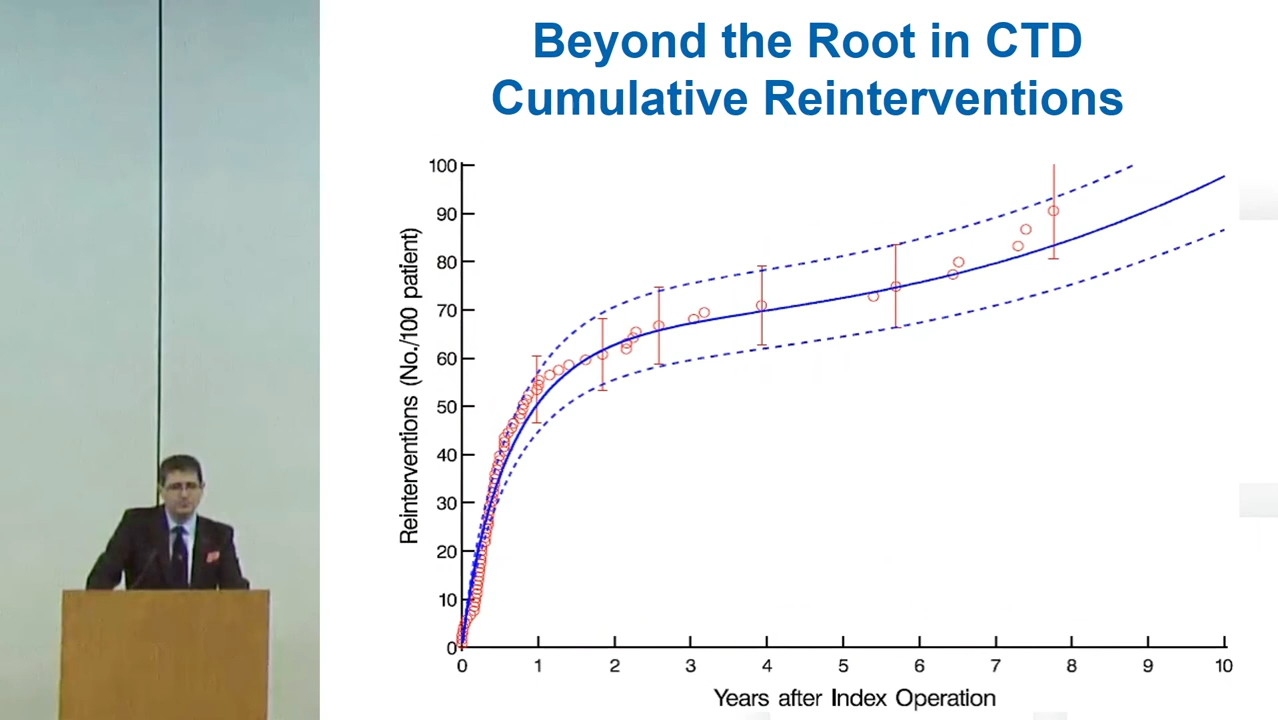 Beyond the Root in CTD
Cumulative Reinterventions
Reinterventions (No./100 patient)
100
90
80
70
60
50
40
30
20
10
0
0 1 2 3 4 5 6 7 8 9 10
Years after Index Operation